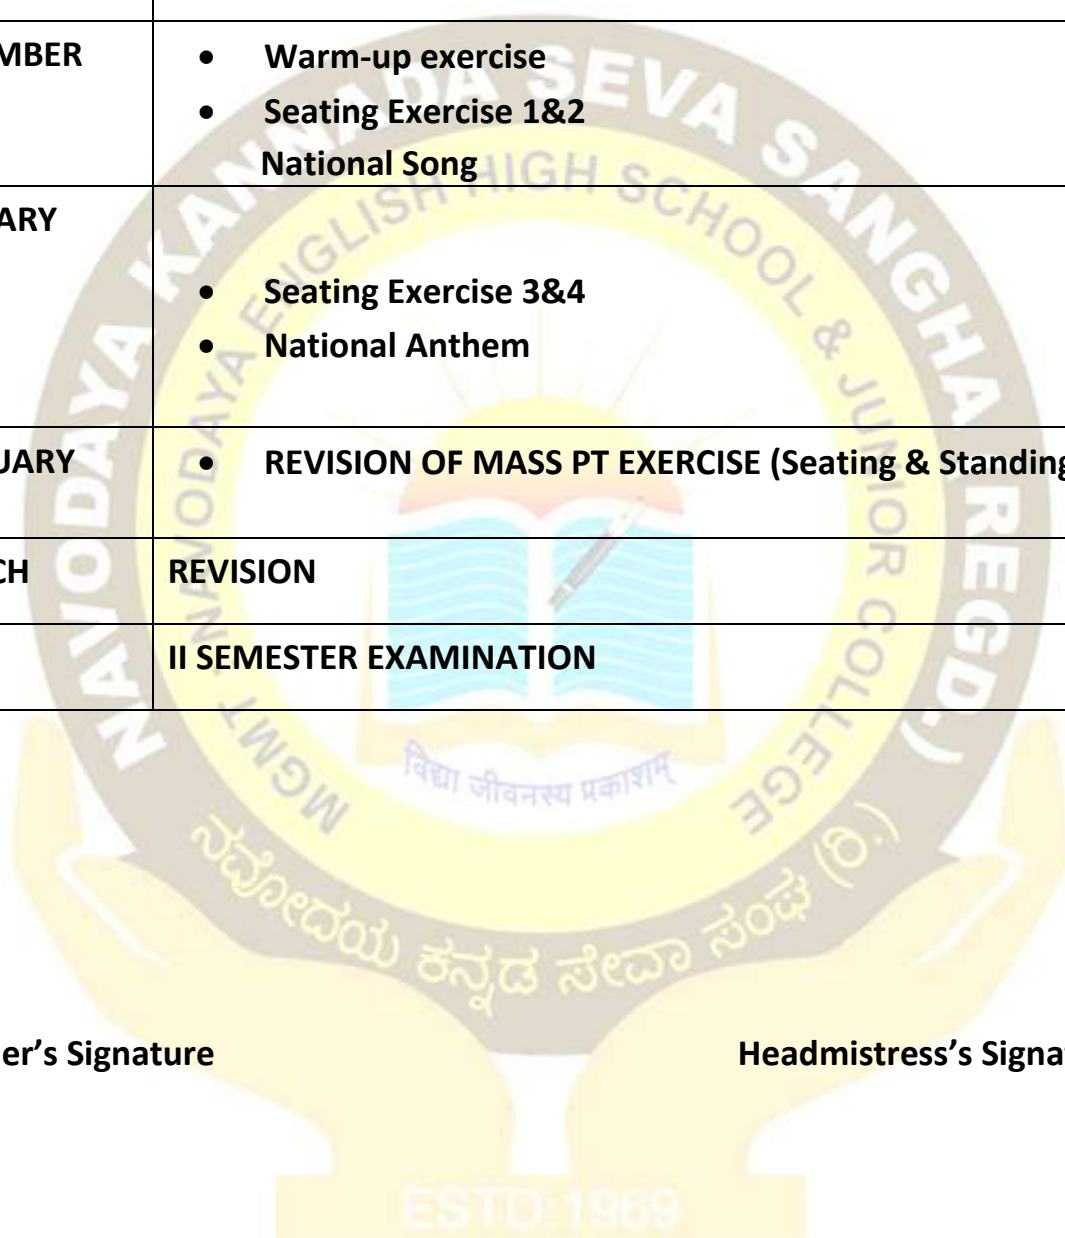 MBER
• Warm-up exercise
• Seating Exercise 1&2
National Song
ARY
• Seating Exercise 3&4
• National Anthem
UARY
• REVISION OF MASS PT EXERCISE (Seating & Standing
CH
REVISION
II SEMESTER EXAMINATION
NAVODAYA KANNADA SEVA SANGHA (REGD.)
MGMT NAVODAYA ENGLISH HIGH SCHOOL & JUNIOR COLLEGE
विद्या जीवनस्य प्रकाशम्
ನವೋದಯ ಕನ್ನಡ ಸೇವಾ ಸಂಘ (ರಿ.)
er’s Signature
Headmistress’s Signa
ESTD:1969